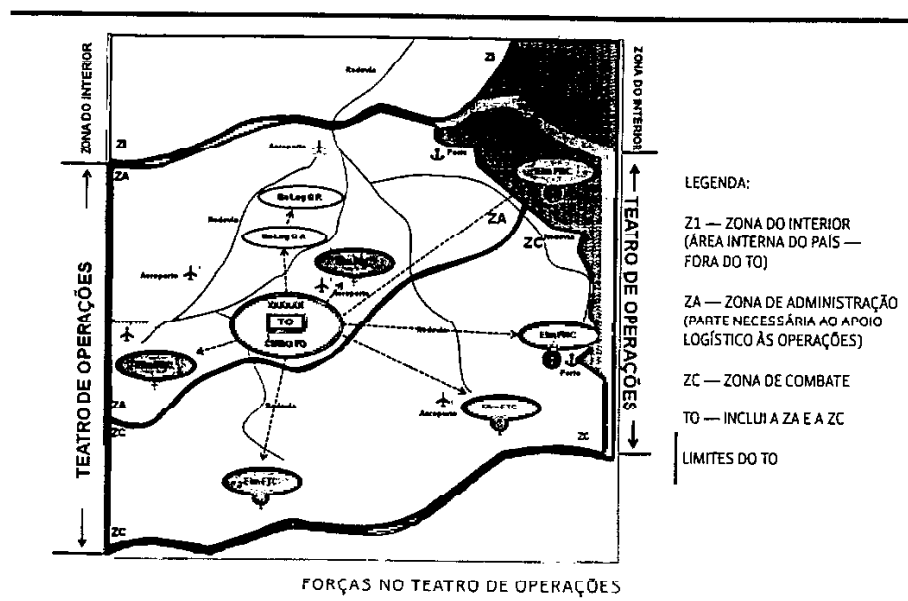 ZONA DO INTERIOR
ZONA DO INTERIOR
ZI
ZI
Rodovia
ZI
ZA
Aeroporto
Porto
TEATRO DE OPERAÇÕES
TEATRO DE OPERAÇÕES
Rodovia
ZA
ZC
Aeroporto
Aeroporto
TO
Rodovia
Porto
ZA
ZC
Rodovia
Aeroporto
ZC
ZC
LEGENDA:
Z1 — ZONA DO INTERIOR
(ÁREA INTERNA DO PAÍS —
FORA DO TO)
ZA — ZONA DE ADMINISTRAÇÃO
(PARTE NECESSÁRIA AO APOIO
LOGÍSTICO ÀS OPERAÇÕES)
ZC — ZONA DE COMBATE
TO — INCLUI A ZA E A ZC
LIMITES DO TO
FORÇAS NO TEATRO DE OPERAÇÕES